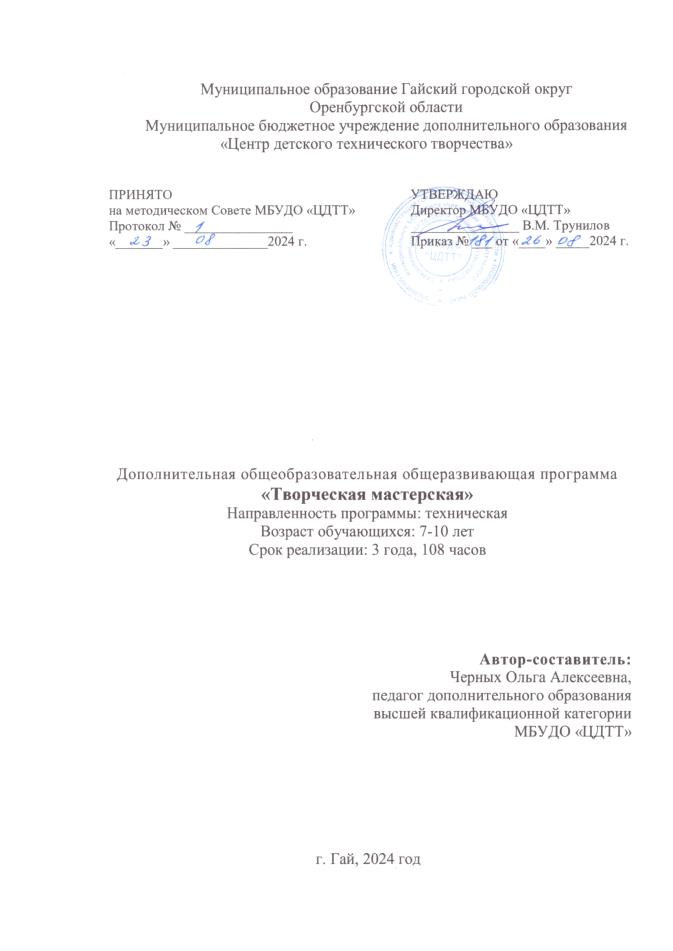 Муниципальное образование Гайский городской округ
Оренбургской области
Муниципальное бюджетное учреждение дополнительного образования
«Центр детского технического творчества»
ПРИНЯТО
на методическом Совете МБУДО «ЦДТТ»
Протокол № 1
«23» 08 2024 г.
УТВЕРЖДАЮ
Директор МБУДО «ЦДТТ»
В.М. Трунилов
Приказ № 181 от «26» 08 2024 г.
"ЦДТТ"
Дополнительная общеобразовательная общеразвивающая программа
«Творческая мастерская»
Направленность программы: техническая
Возраст обучающихся: 7-10 лет
Срок реализации: 3 года, 108 часов
Автор-составитель:
Черных Ольга Алексеевна,
педагог дополнительного образования
высшей квалификационной категории
МБУДО «ЦДТТ»
г. Гай, 2024 год